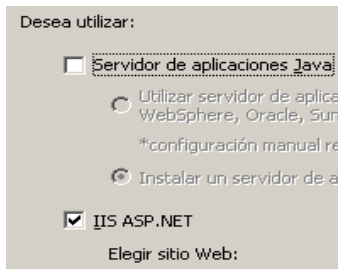 Desea utilizar:
Servidor de aplicaciones Java
Utilizar servidor de
WebSphere, Oracle,
*configuración manual
Instalar un servidor de
IIS ASP.NET
Elegir sitio Web: